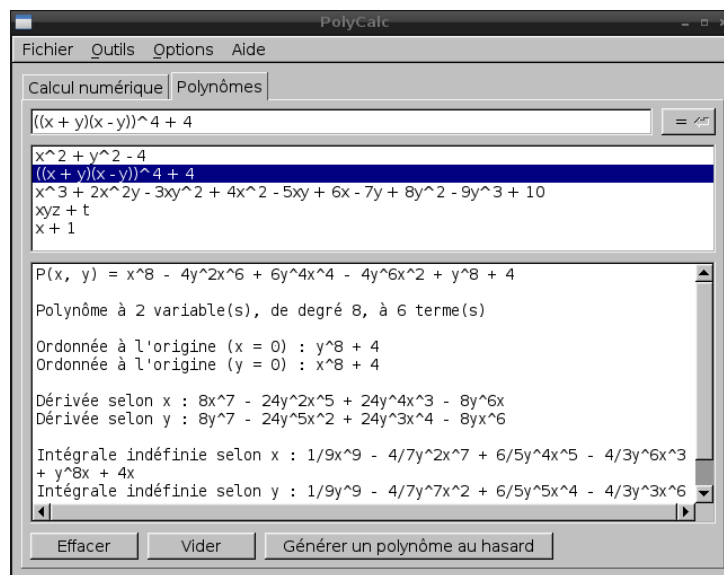 PolyCalc
Fichier Outils Options Aide
Calcul numérique Polynômes
((x + y)(x - y))^4 + 4
=
x^2 + y^2 - 4
((x + y)(x - y))^4 + 4
x^3 + 2x^2y - 3xy^2 + 4x^2 - 5xy + 6x - 7y + 8y^2 - 9y^3 + 10
xyz + t
x + 1
P(x, y) = x^8 - 4y^2x^6 + 6y^4x^4 - 4y^6x^2 + y^8 + 4
Polynôme à 2 variable(s), de degré 8, à 6 terme(s)
Ordonnée à l'origine (x = 0) : y^8 + 4
Ordonnée à l'origine (y = 0) : x^8 + 4
Dérivée selon x : 8x^7 - 24y^2x^5 + 24y^4x^3 - 8y^6x
Dérivée selon y : 8y^7 - 24y^5x^2 + 24y^3x^4 - 8yx^6
Intégrale indéfinie selon x : 1/9x^9 - 4/7y^2x^7 + 6/5y^4x^5 - 4/3y^6x^3
+ y^8x + 4x
Intégrale indéfinie selon y : 1/9y^9 - 4/7y^7x^2 + 6/5y^5x^4 - 4/3y^3x^6
Effacer Vider Générer un polynôme au hasard